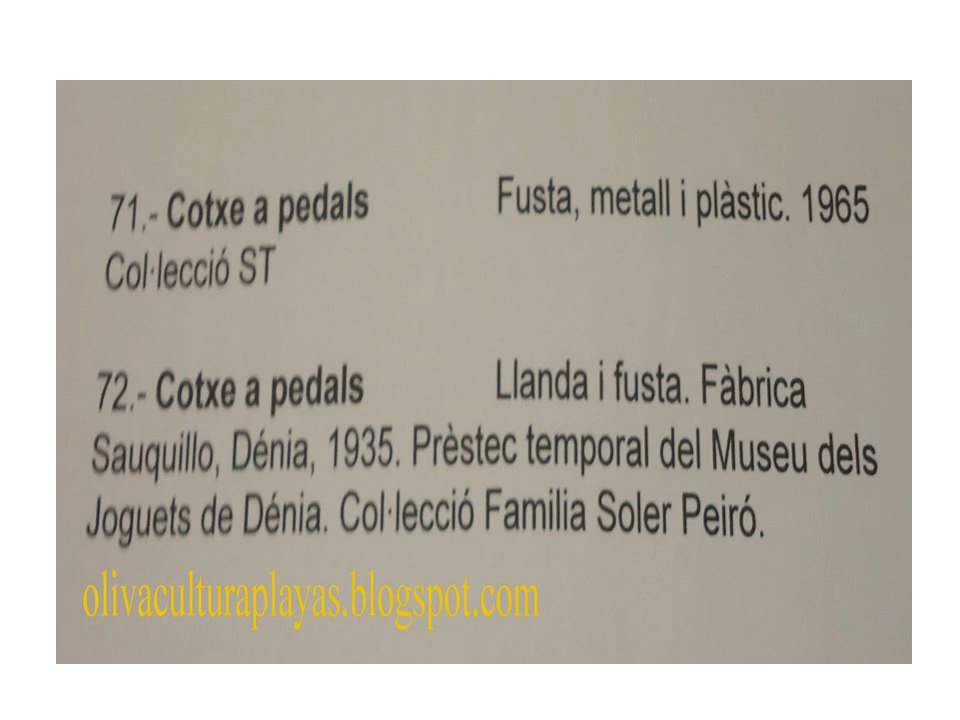 71.- Cotxe a pedals Fusta, metall i plàstic. 1965
Col·lecció ST
72.- Cotxe a pedals Llanda i fusta. Fàbrica
Sauquillo, Dénia, 1935. Prèstec temporal del Museu dels
Joguets de Dénia. Col·lecció Familia Soler Peiró.
olivaculturaplayas.blogspot.com